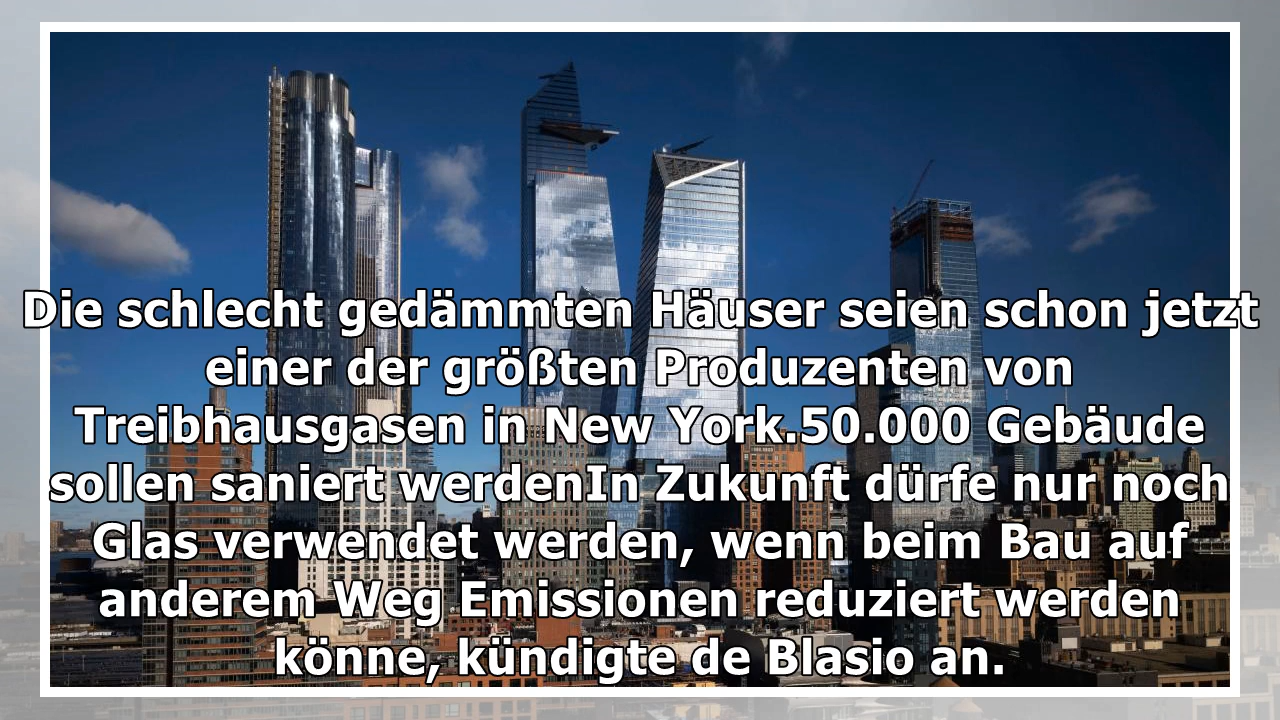 Die schlecht gedämmten Häuser seien schon jetzt
einer der größten Produzenten von
Treibhausgasen in New York.50.000 Gebäude
sollen saniert werdenIn Zukunft dürfe nur noch
Glas verwendet werden, wenn beim Bau auf
anderem Weg Emissionen reduziert werden
könne, kündigte de Blasio an.